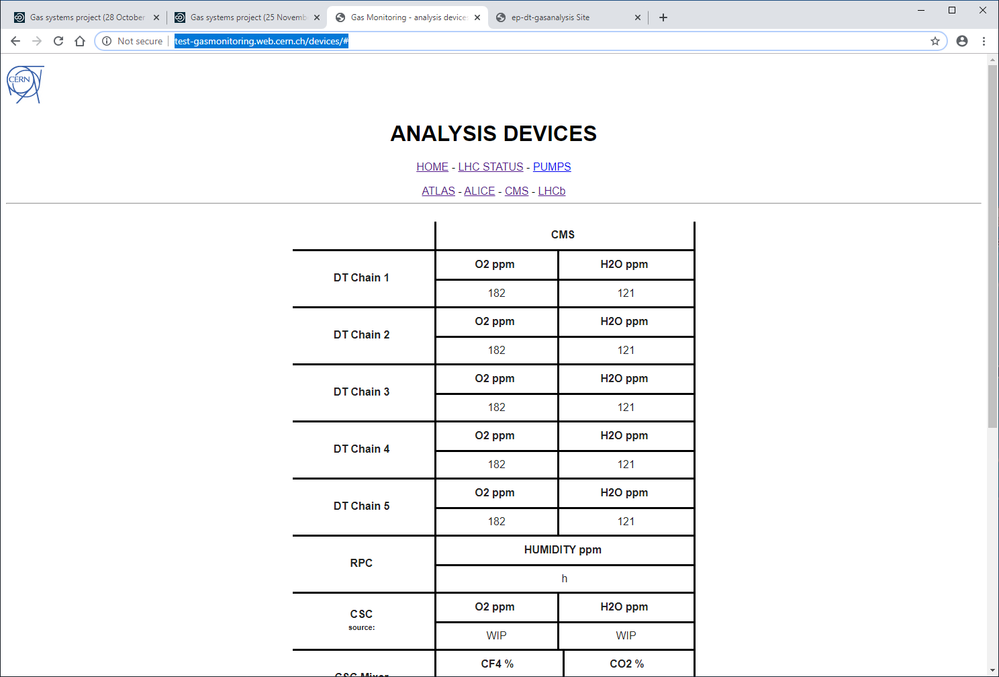 Gas systems project (28 October
Gas systems project (25 Novemb
Gas Monitoring - analysis device
ep-dt-gasanalysis Site
Not secure
test-gasmonitoring.web.cern.ch/devices/#
CERN
ANALYSIS DEVICES
HOME - LHC STATUS - PUMPS
ATLAS - ALICE - CMS - LHCb
CMS
DT Chain 1
O2 ppm H2O ppm
182 121
DT Chain 2
O2 ppm H2O ppm
182 121
DT Chain 3
O2 ppm H2O ppm
182 121
DT Chain 4
O2 ppm H2O ppm
182 121
DT Chain 5
O2 ppm H2O ppm
182 121
RPC
HUMIDITY ppm
h
CSC
source:
O2 ppm H2O ppm
WIP WIP
CSC Mixer
CF4 % CO2 %